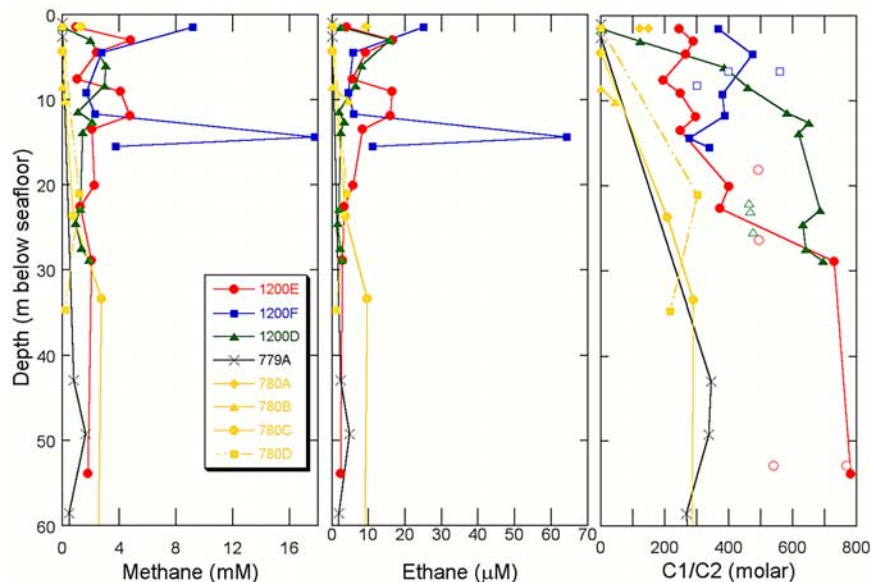 Depth (m below seafloor)
0
10
20
30
40
50
60
1200E
1200F
1200D
779A
780A
780B
780C
780D
0 4 8 12 16
0 10 20 30 40 50 60 70
0 200 400 600 800
Methane (mM)
Ethane (μM)
C1/C2 (molar)